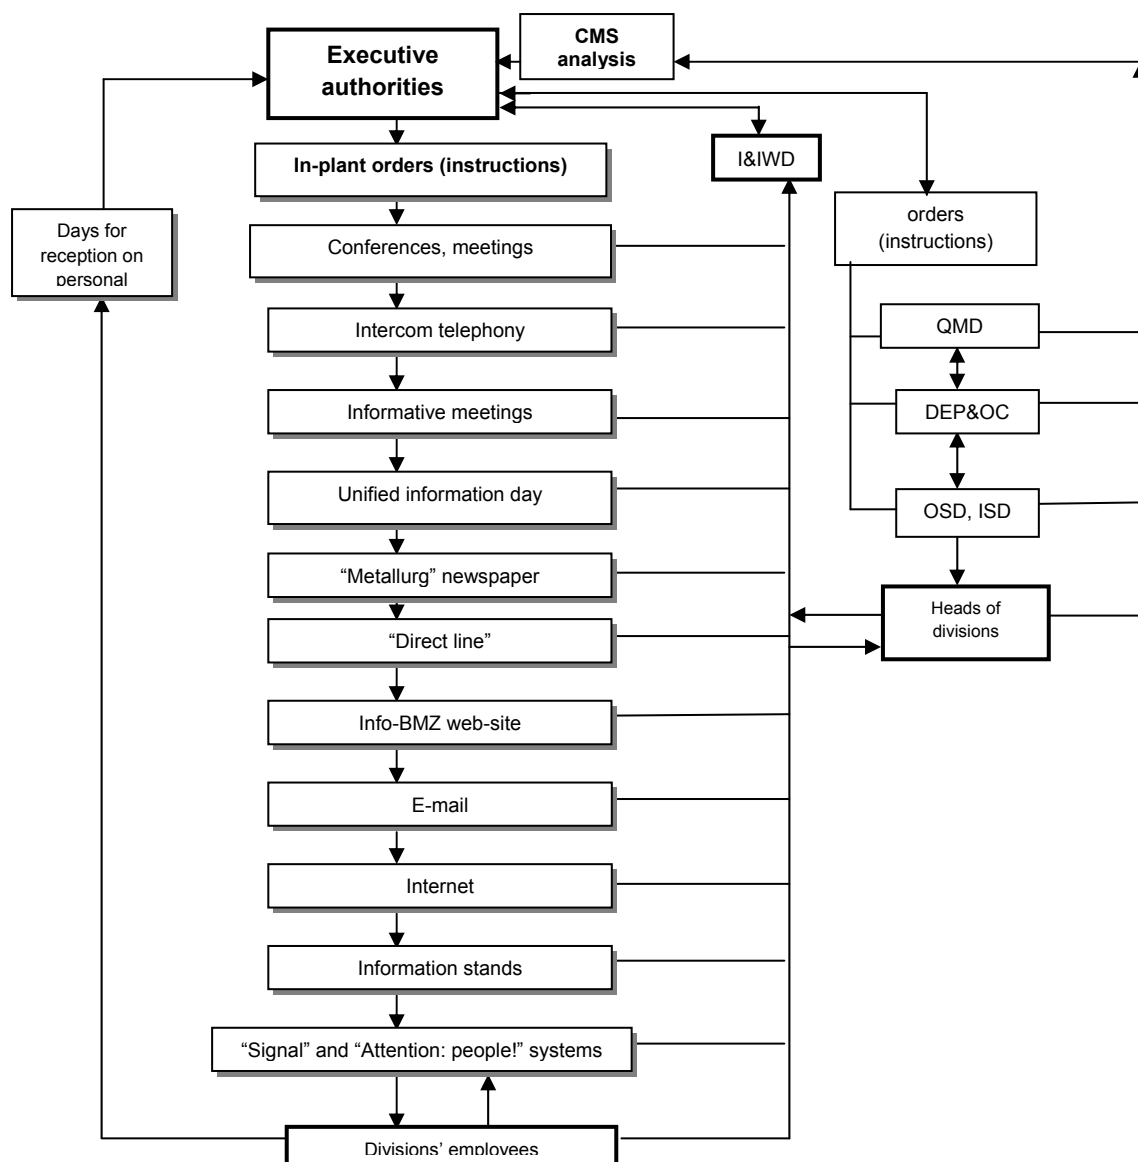 CMS
analysis
Executive
authorities
I&IWD
In-plant orders (instructions)
orders
(instructions)
Days for
reception on
personal
Conferences, meetings
Intercom telephony
QMD
Informative meetings
DEP&OC
Unified information day
OSD, ISD
“Metallurg” newspaper
Heads of
divisions
“Direct line”
Info-BMZ web-site
E-mail
Internet
Information stands
“Signal” and “Attention: people!” systems
Divisions’ employees